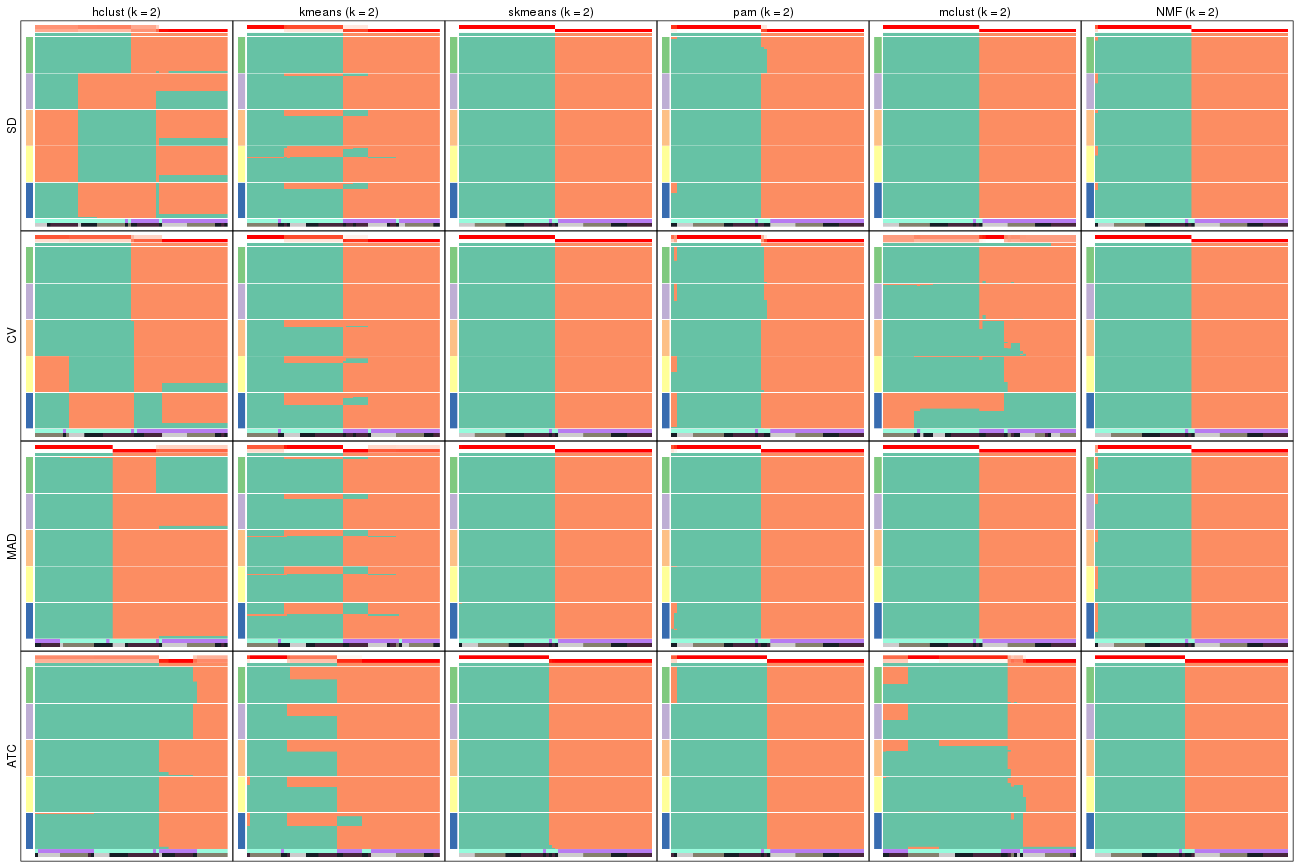 hclust (k = 2)
kmeans (k = 2)
skmeans (k = 2)
pam (k = 2)
mclust (k = 2)
NMF (k = 2)
SD
CV
MAD
ATC